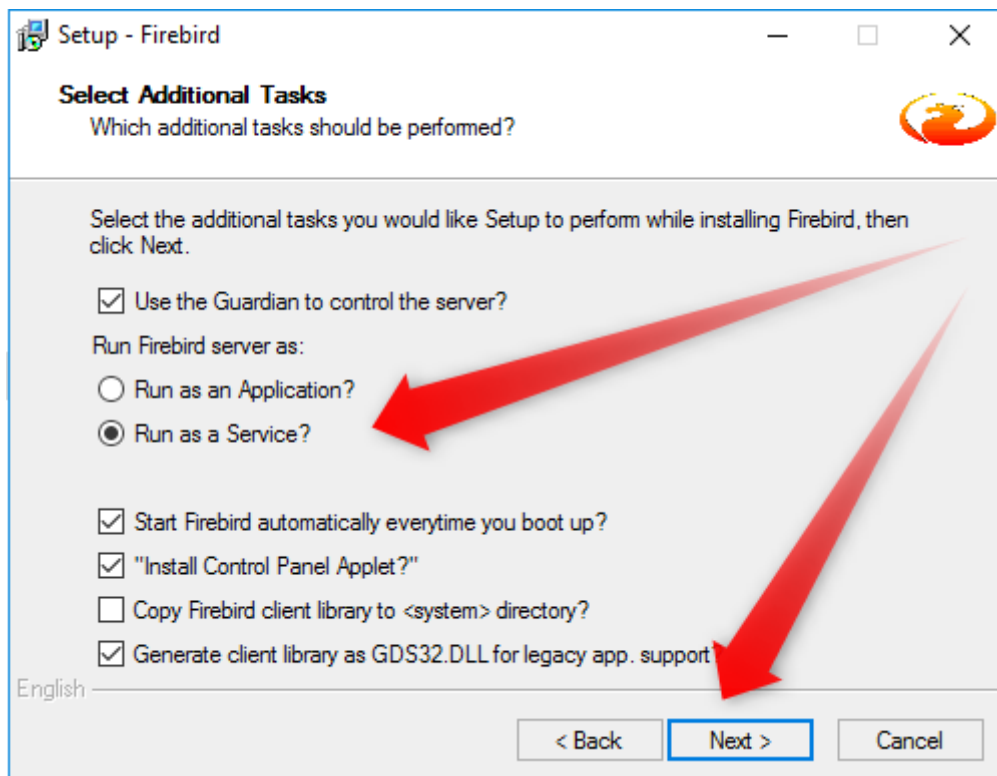 Setup - Firebird
Select Additional Tasks
Which additional tasks should be performed?
Select the additional tasks you would like Setup to perform while installing Firebird, then
click Next.
Use the Guardian to control the server?
Run Firebird server as:
Run as an Application?
Run as a Service?
Start Firebird automatically everytime you boot up?
"Install Control Panel Applet?"
Copy Firebird client library to <system> directory?
Generate client library as GDS32.DLL for legacy app. support?
English
< Back
Next >
Cancel